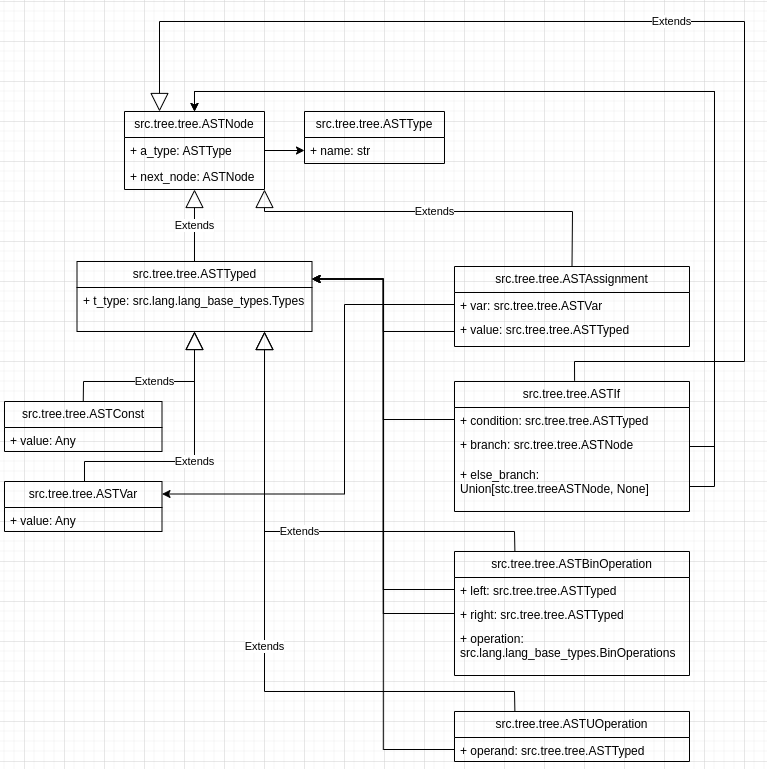 Extends
src.tree.tree.ASTNode
+ a_type: ASTType
+ next_node: ASTNode
src.tree.tree.ASTType
+ name: str
Extends
Extends
src.tree.tree.ASTTyped
+ t_type: src.lang.lang_base_types.Types
src.tree.tree.ASTAssignment
+ var: src.tree.tree.ASTVar
+ value: src.tree.tree.ASTTyped
Extends
src.tree.tree.ASTConst
+ value: Any
src.tree.tree.ASTIf
+ condition: src.tree.tree.ASTTyped
+ branch: src.tree.tree.ASTNode
+ else_branch:
Union[stc.tree.treeASTNode, None]
Extends
src.tree.tree.ASTVar
+ value: Any
Extends
src.tree.tree.ASTBinOperation
+ left: src.tree.tree.ASTTyped
+ right: src.tree.tree.ASTTyped
+ operation:
src.lang.lang_base_types.BinOperations
Extends
src.tree.tree.ASTUOperation
+ operand: src.tree.tree.ASTTyped